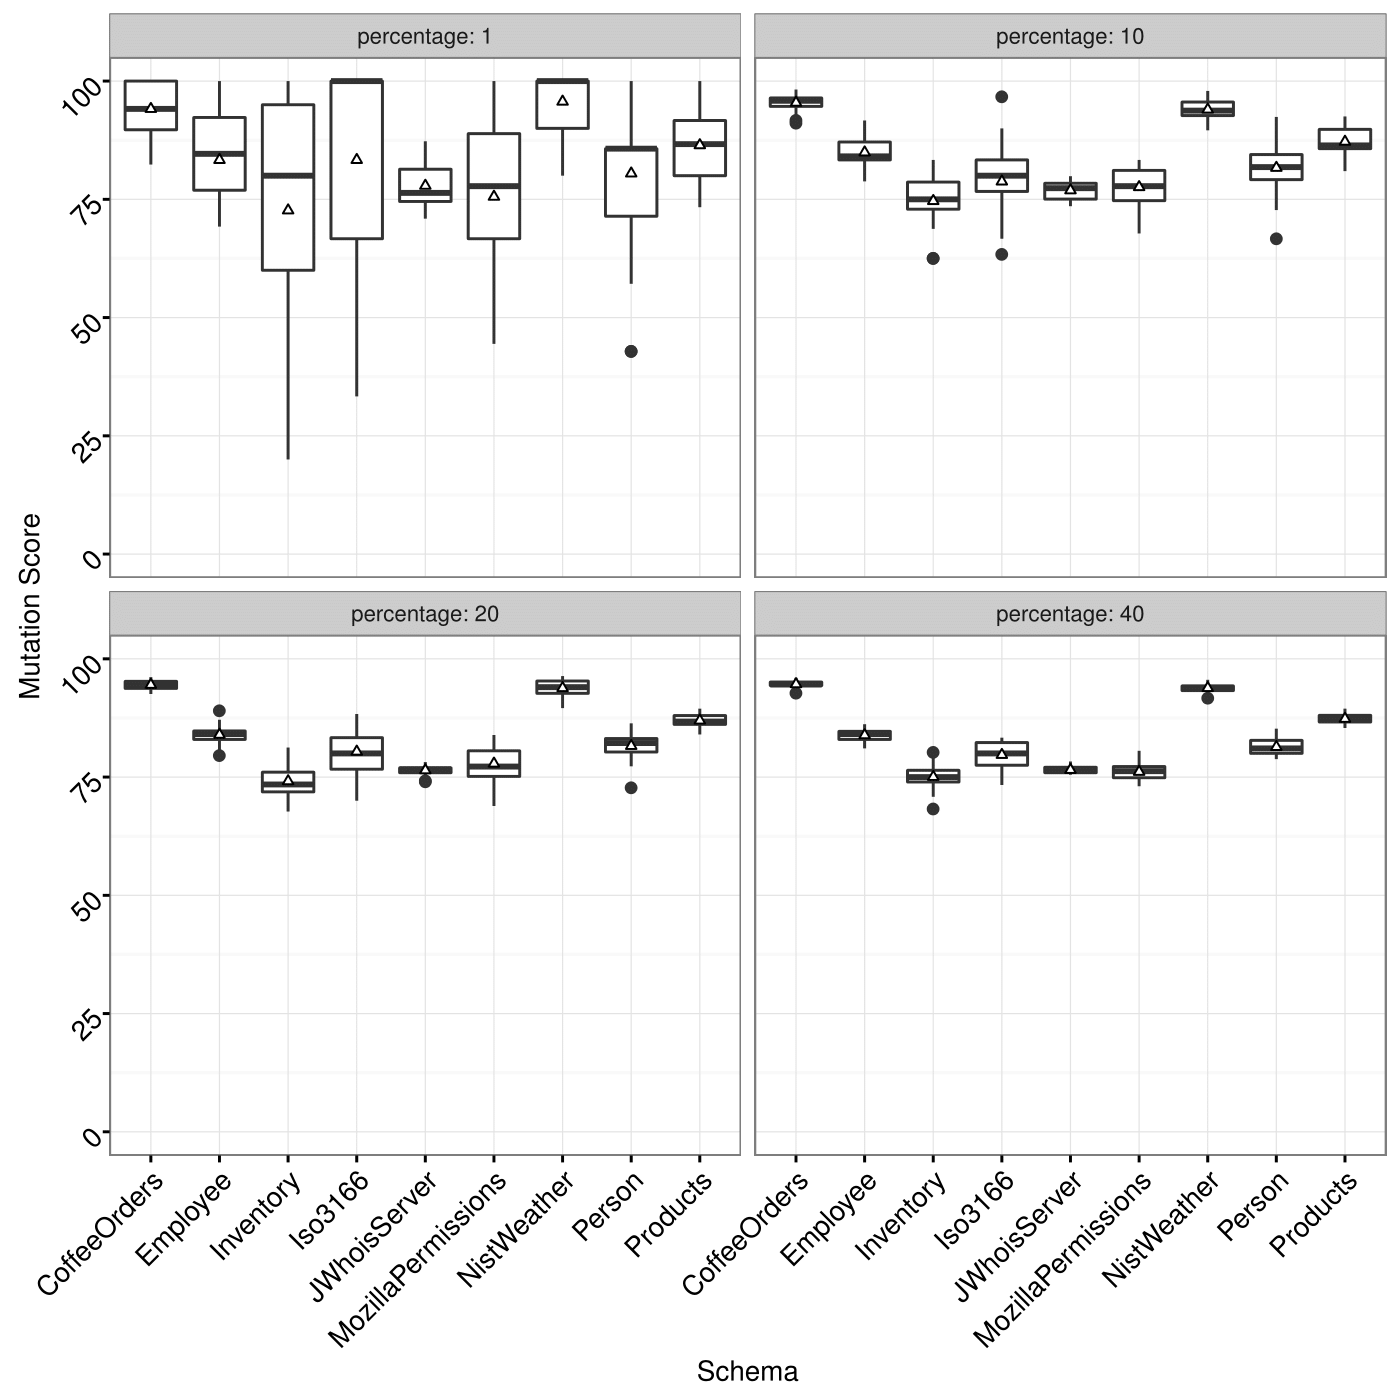 percentage: 1
percentage: 10
100
75
50
25
0
percentage: 20
percentage: 40
100
75
50
25
0
Mutation Score
CoffeeOrders
Employee
Inventory
Iso3166
JWhoisServer
MozillaPermissions
NistWeather
Person
Products
CoffeeOrders
Employee
Inventory
Iso3166
JWhoisServer
MozillaPermissions
NistWeather
Person
Products
Schema